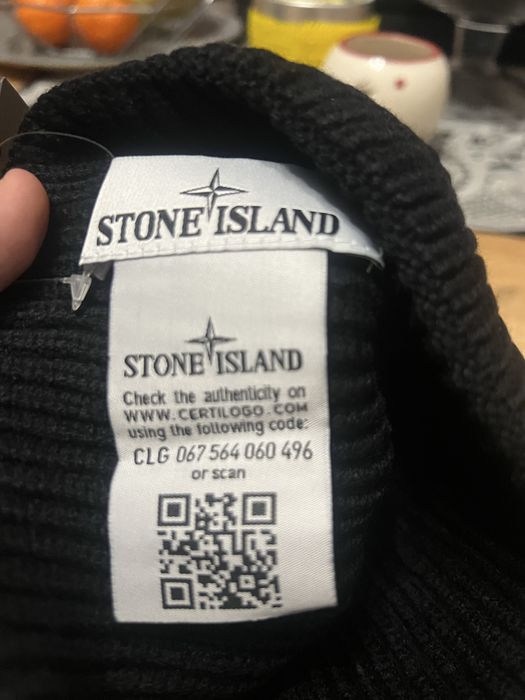 STONE ISLAND
STONE ISLAND
Check the authenticity on
WWW.CERTILOGO.COM
using the following code:
CLG 067 564 060 496
or scan